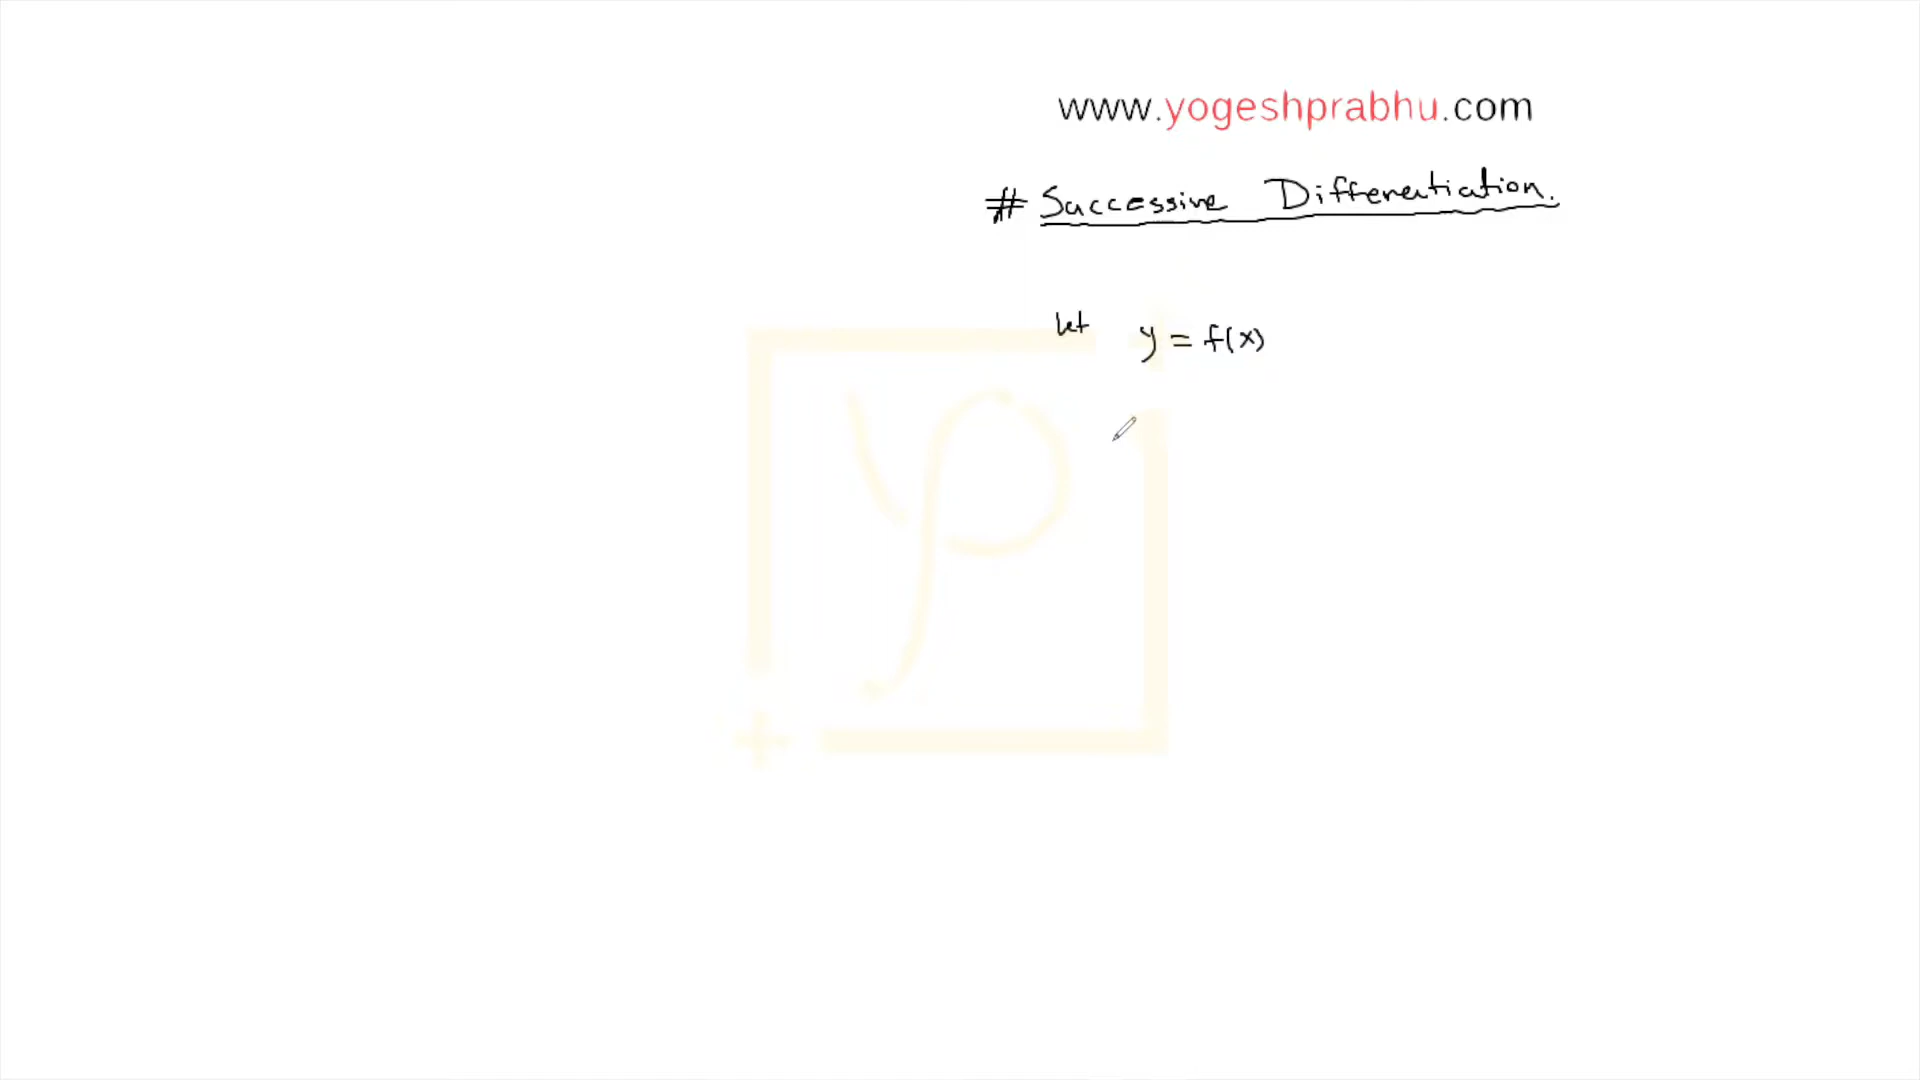 www.yogeshprabhu.com
# Successive Differentiation.
let y = f(x)